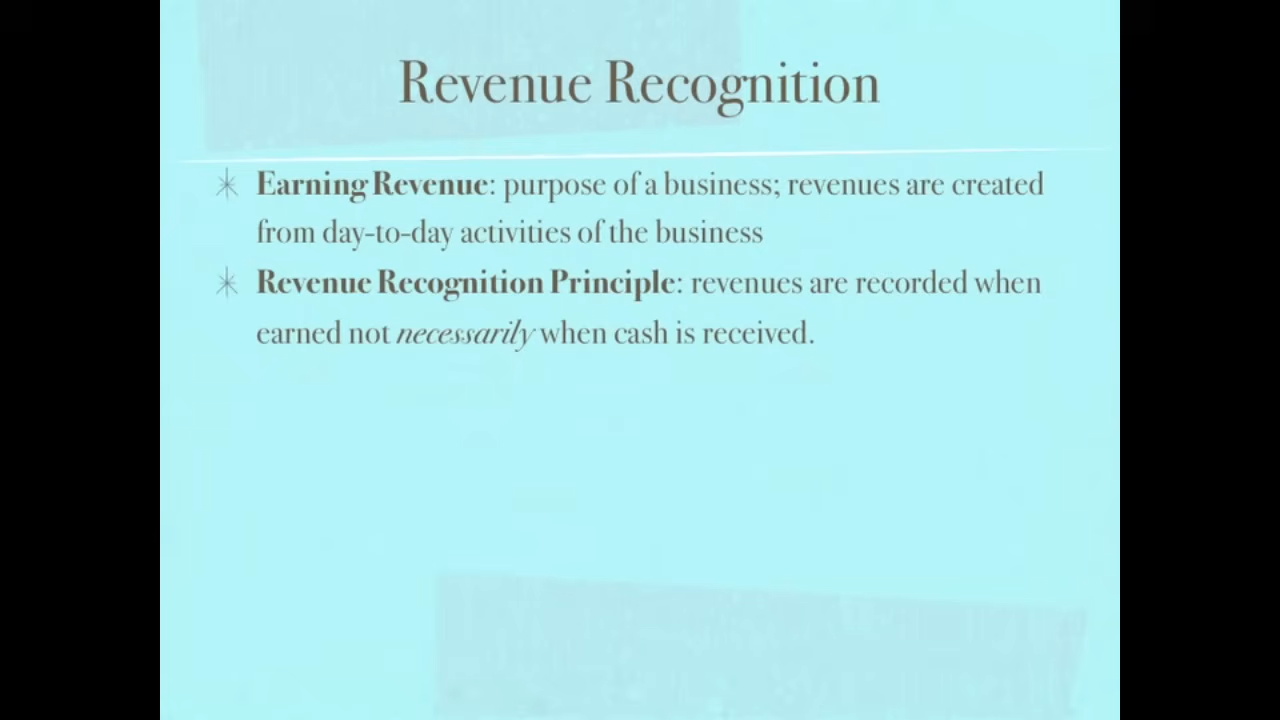 Revenue Recognition
Earning Revenue: purpose of a business; revenues are created
from day-to-day activities of the business
Revenue Recognition Principle: revenues are recorded when
earned not necessarily when cash is received.